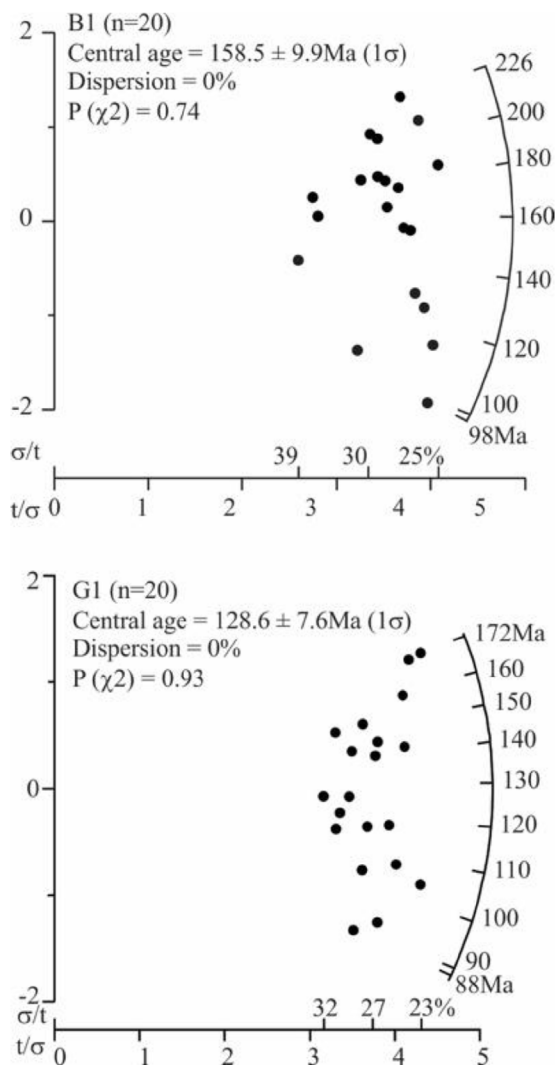 B1 (n=20)
Central age = 158.5 ± 9.9Ma (1σ)
Dispersion = 0%
P (χ2) = 0.74
2
0
-2
226
200
180
160
140
120
100
98Ma
σ/t
39 30 25%
t/σ 0 1 2 3 4 5
G1 (n=20)
Central age = 128.6 ± 7.6Ma (1σ)
Dispersion = 0%
P (χ2) = 0.93
2
0
-2
172Ma
160
150
140
130
120
110
100
90
88Ma
σ/t
32 27 23%
t/σ 0 1 2 3 4 5